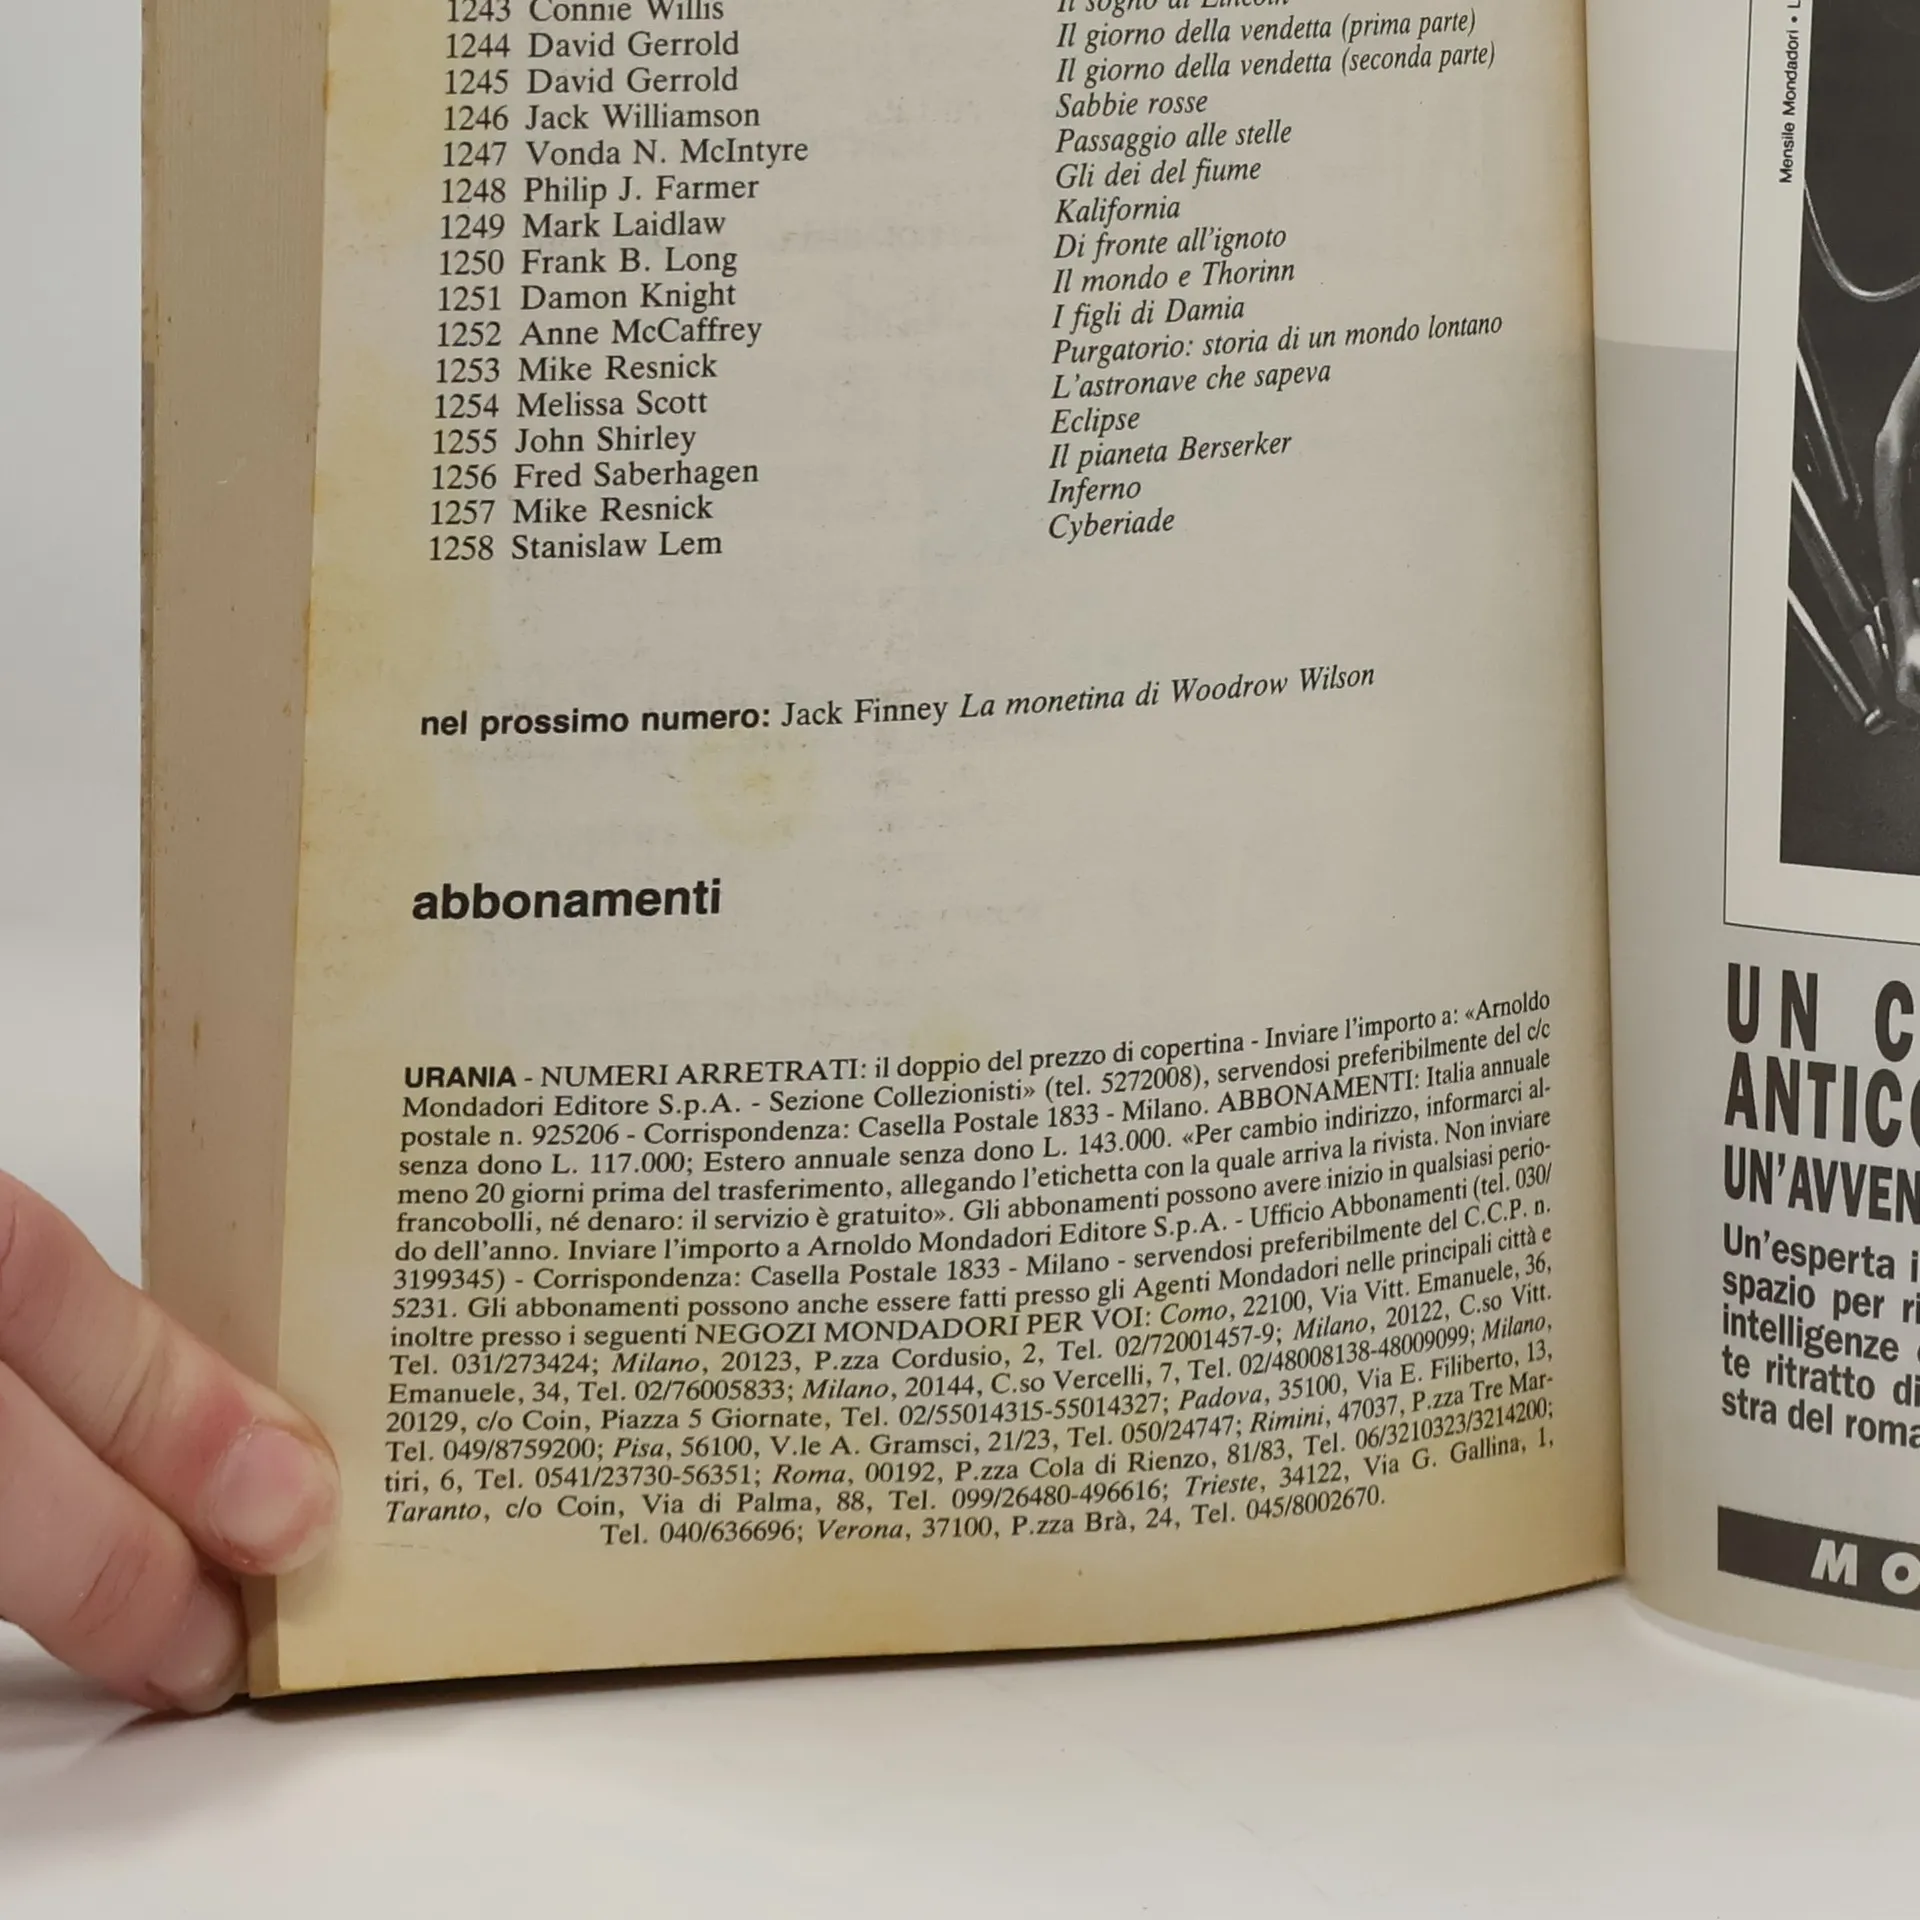 1243 Connie Willis Il sogno di Lincoln
1244 David Gerrold Il giorno della vendetta (prima parte)
1245 David Gerrold Il giorno della vendetta (seconda parte)
1246 Jack Williamson Sabbie rosse
1247 Vonda N. McIntyre Passaggio alle stelle
1248 Philip J. Farmer Gli dei del fiume
1249 Mark Laidlaw Kalifornia
1250 Frank B. Long Di fronte all'ignoto
1251 Damon Knight Il mondo e Thorinn
1252 Anne McCaffrey I figli di Damia
1253 Mike Resnick Purgatorio: storia di un mondo lontano
1254 Melissa Scott L'astronave che sapeva
1255 John Shirley Eclipse
1256 Fred Saberhagen Il pianeta Berserker
1257 Mike Resnick Inferno
1258 Stanislaw Lem Cyberiade
nel prossimo numero: Jack Finney La monetina di Woodrow Wilson
abbonamenti
URANIA - NUMERI ARRETRATI: il doppio del prezzo di copertina - Inviare l'importo a: «Arnoldo
Mondadori Editore S.p.A. - Sezione Collezionisti» (tel. 5272008), servendosi preferibilmente del c/c
postale n. 925206 - Corrispondenza: Casella Postale 1833 - Milano. ABBONAMENTI: Italia annuale
senza dono L. 117.000; Estero annuale senza dono L. 143.000. «Per cambio indirizzo, informarci al-
meno 20 giorni prima del trasferimento, allegando l'etichetta con la quale arriva la rivista. Non inviare
francobolli, né denaro: il servizio è gratuito». Gli abbonamenti possono avere inizio in qualsiasi perio-
do dell'anno. Inviare l'importo a Arnoldo Mondadori Editore S.p.A. - Ufficio Abbonamenti (tel. 030/
3199345) - Corrispondenza: Casella Postale 1833 - Milano - servendosi preferibilmente del C.C.P. n.
5231. Gli abbonamenti possono anche essere fatti presso gli Agenti Mondadori nelle principali città e
inoltre presso i seguenti NEGOZI MONDADORI PER VOI: Como, 22100, Via Vitt. Emanuele, 36,
Tel. 031/273424; Milano, 20123, P.zza Cordusio, 2, Tel. 02/72001457-9; Milano, 20122, C.so Vitt.
Emanuele, 34, Tel. 02/76005833; Milano, 20144, C.so Vercelli, 7, Tel. 02/48008138-48009099; Milano,
20129, c/o Coin, Piazza 5 Giornate, Tel. 02/55014315-55014327; Padova, 35100, Via E. Filiberto, 13,
Tel. 049/8759200; Pisa, 56100, V.le A. Gramsci, 21/23, Tel. 050/24747; Rimini, 47037, P.zza Tre Mar-
tiri, 6, Tel. 0541/23730-56351; Roma, 00192, P.zza Cola di Rienzo, 81/83, Tel. 06/3210323/3214200;
Taranto, c/o Coin, Via di Palma, 88, Tel. 099/26480-496616; Trieste, 34122, Via G. Gallina, 1,
Tel. 040/636696; Verona, 37100, P.zza Brà, 24, Tel. 045/8002670.
Mensile Mondadori • L
UN C
ANTICO
UN'AVVEN
Un'esperta i
spazio per ri
intelligenze
te ritratto di
stra del roma
MO